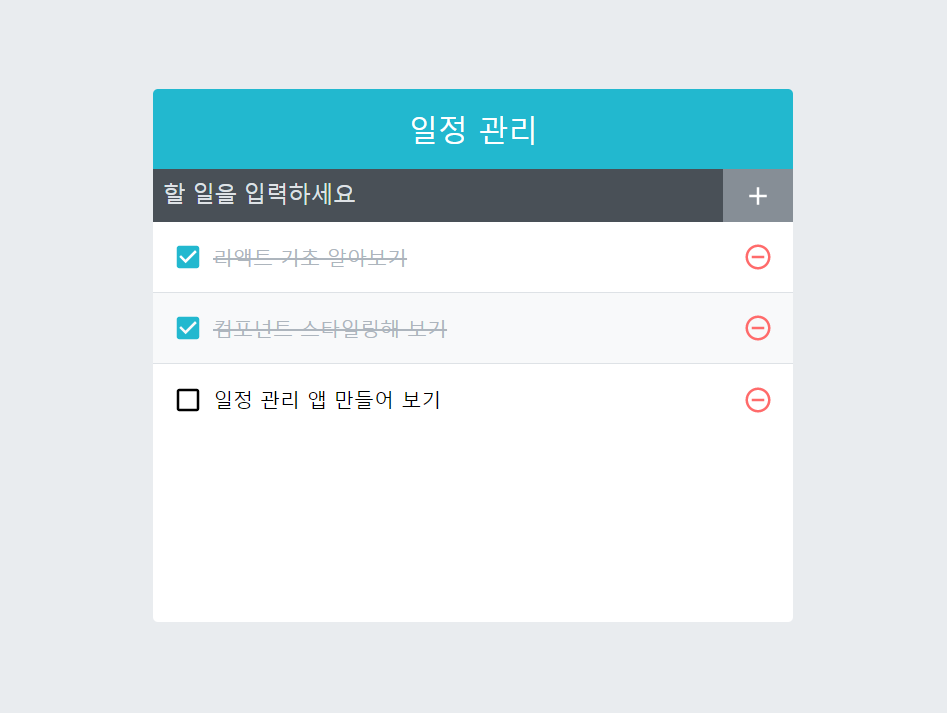 일정 관리
할 일을 입력하세요
리액트 기초 알아보기
컴포넌트 스타일링해 보기
일정 관리 앱 만들어 보기